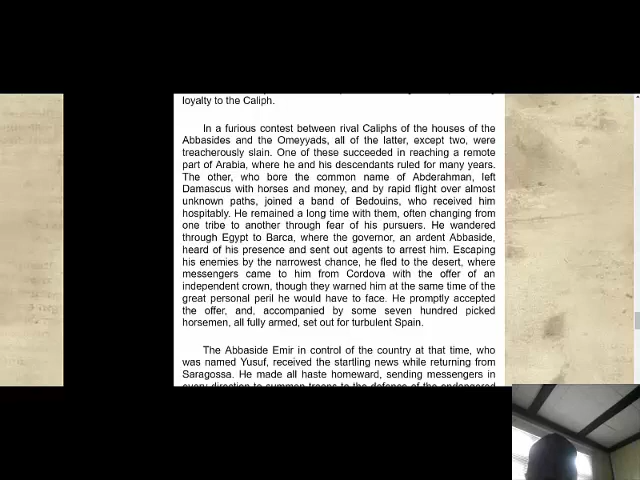 loyalty to the Caliph.
In a furious contest between rival Caliphs of the houses of the
Abbasides and the Omeyyads, all of the latter, except two, were
treacherously slain. One of these succeeded in reaching a remote
part of Arabia, where he and his descendants ruled for many years.
The other, who bore the common name of Abderahman, left
Damascus with horses and money, and by rapid flight over almost
unknown paths, joined a band of Bedouins, who received him
hospitably. He remained a long time with them, often changing from
one tribe to another through fear of his pursuers. He wandered
through Egypt to Barca, where the governor, an ardent Abbaside,
heard of his presence and sent out agents to arrest him. Escaping
his enemies by the narrowest chance, he fled to the desert, where
messengers came to him from Cordova with the offer of an
independent crown, though they warned him at the same time of the
great personal peril he would have to face. He promptly accepted
the offer, and, accompanied by some seven hundred picked
horsemen, all fully armed, set out for turbulent Spain.
The Abbaside Emir in control of the country at that time, who
was named Yusuf, received the startling news while returning from
Saragossa. He made all haste homeward, sending messengers in
every direction to summon troops to the defence of the endangered